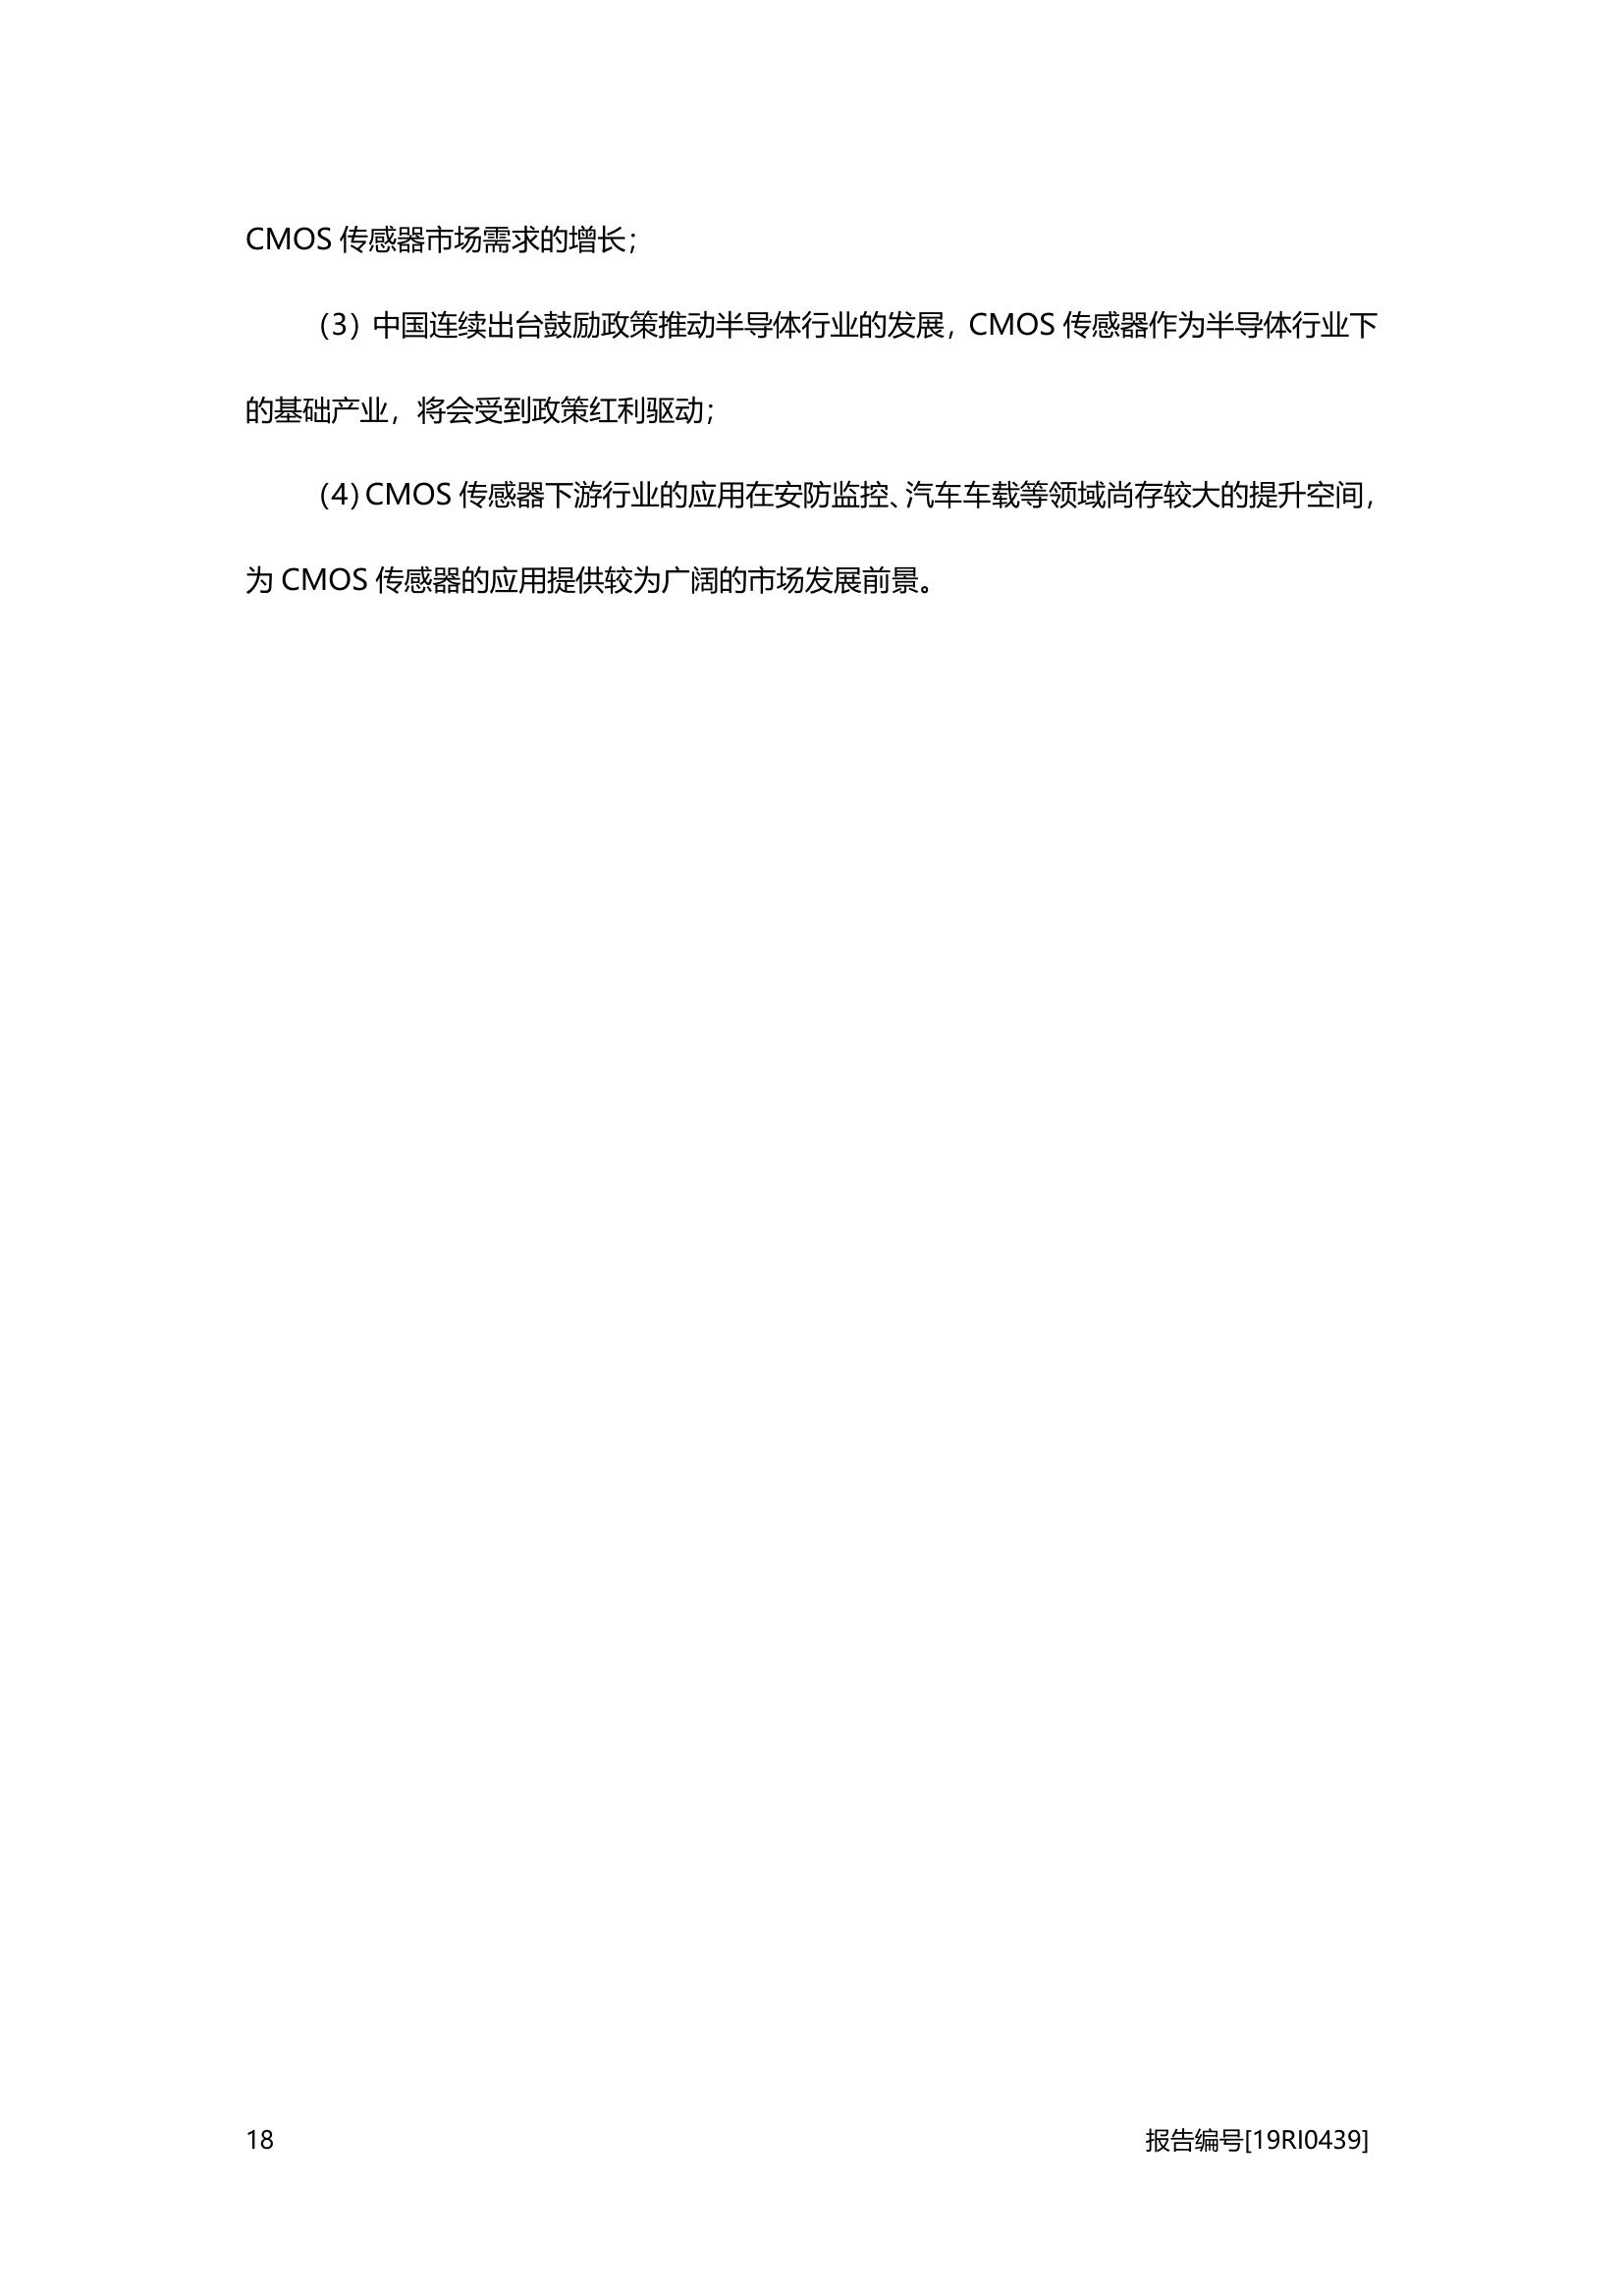 CMOS 传感器市场需求的增长；
（3）中国连续出台鼓励政策推动半导体行业的发展，CMOS 传感器作为半导体行业下
的基础产业，将会受到政策红利驱动；
（4）CMOS 传感器下游行业的应用在安防监控、汽车车载等领域尚存较大的提升空间，
为 CMOS 传感器的应用提供较为广阔的市场发展前景。
18 报告编号[19RI0439]